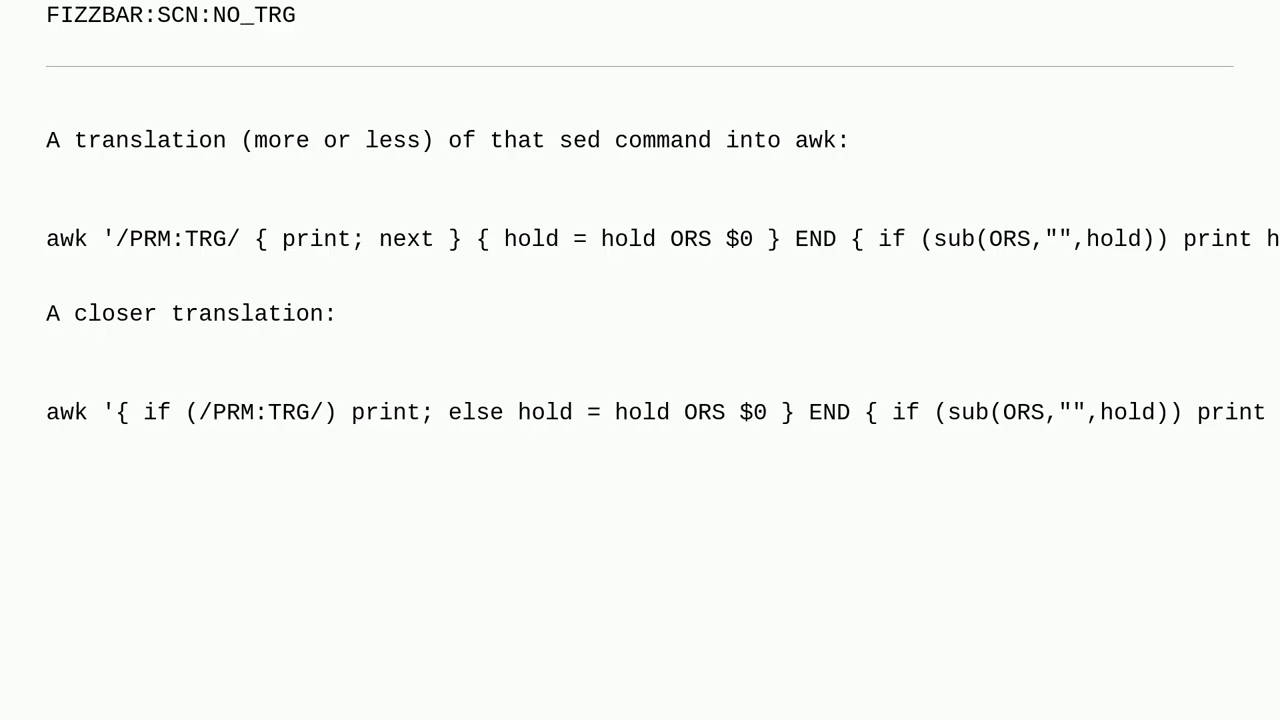 FIZZBAR:SCN:NO_TRG
A translation (more or less) of that sed command into awk:
awk '/PRM:TRG/ { print; next } { hold = hold ORS $0 } END { if (sub(ORS,"",hold)) print h
A closer translation:
awk '{ if (/PRM:TRG/) print; else hold = hold ORS $0 } END { if (sub(ORS,"",hold)) print